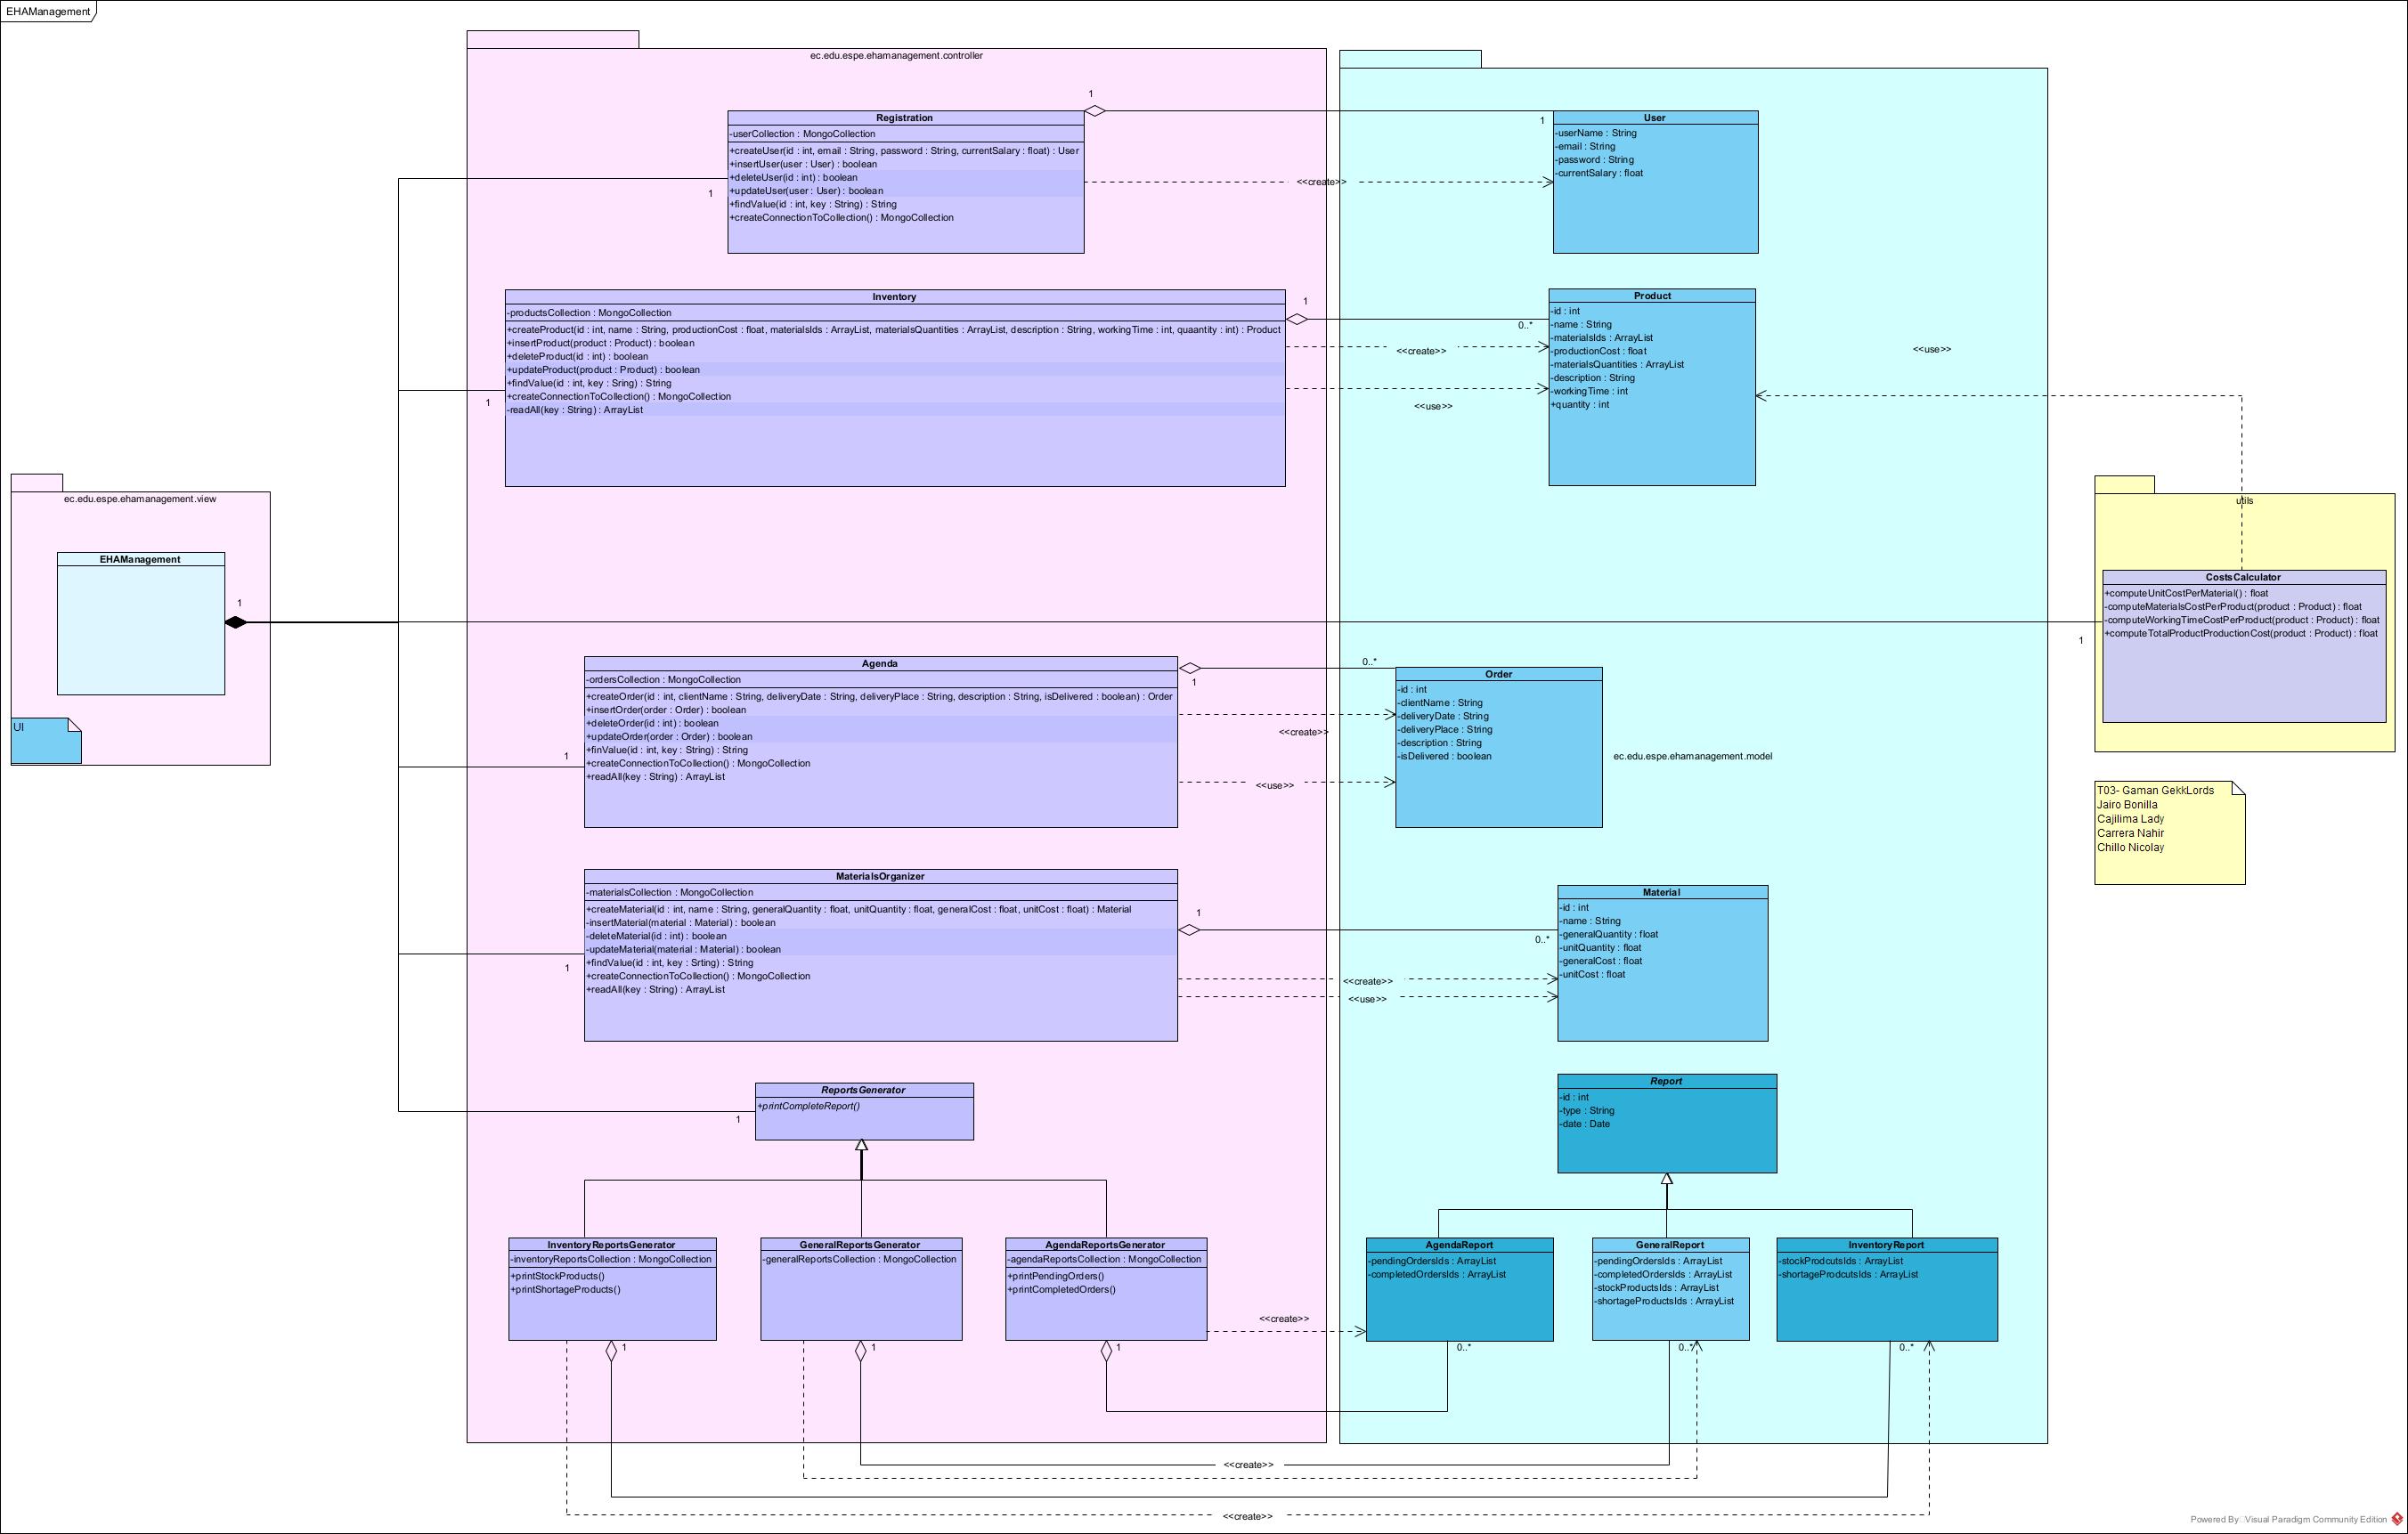 EHAManagement
ec.edu.espe.ehamanagement.controller
1
Registration
-userCollection : MongoCollection
+createUser(id : int, email : String, password : String, currentSalary : float) : User
+insertUser(user : User) : boolean
+deleteUser(id : int) : boolean
+updateUser(user : User) : boolean
+findValue(id : int, key : String) : String
+createConnectionToCollection() : MongoCollection
1
<<create>>
1
User
-userName : String
-email : String
-password : String
-currentSalary : float
Inventory
-productsCollection : MongoCollection
+createProduct(id : int, name : String, productionCost : float, materialsIds : ArrayList, materialsQuantities : ArrayList, description : String, workingTime : int, quaantity : int) : Product
+insertProduct(product : Product) : boolean
+deleteProduct(id : int) : boolean
+updateProduct(product : Product) : boolean
+findValue(id : int, key : Sring) : String
+createConnectionToCollection() : MongoCollection
-readAll(key : String) : ArrayList
1
1
0..*
<<create>>
<<use>>
Product
-id : int
-name : String
-materialsIds : ArrayList
-productionCost : float
-materialsQuantities : ArrayList
-description : String
-workingTime : int
+quantity : int
<<use>>
ec.edu.espe.ehamanagement.view
EHAManagement
1
UI
utils
CostsCalculator
+computeUnitCostPerMaterial() : float
-computeMaterialsCostPerProduct(product : Product) : float
-computeWorkingTimeCostPerProduct(product : Product) : float
+computeTotalProductProductionCost(product : Product) : float
1
Agenda
-ordersCollection : MongoCollection
+createOrder(id : int, clientName : String, deliveryDate : String, deliveryPlace : String, description : String, isDelivered : boolean) : Order
+insertOrder(order : Order) : boolean
+deleteOrder(id : int) : boolean
+updateOrder(order : Order) : boolean
+finValue(id : int, key : String) : String
+createConnectionToCollection() : MongoCollection
+readAll(key : String) : ArrayList
1
1
0..*
<<create>>
<<use>>
Order
-id : int
-clientName : String
-deliveryDate : String
-deliveryPlace : String
-description : String
-isDelivered : boolean
ec.edu.espe.ehamanagement.model
T03- Gaman GekkLords
Jairo Bonilla
Cajilima Lady
Carrera Nahir
Chillo Nicolay
MaterialsOrganizer
-materialsCollection : MongoCollection
+createMaterial(id : int, name : String, generalQuantity : float, unitQuantity : float, generalCost : float, unitCost : float) : Material
-insertMaterial(material : Material) : boolean
-deleteMaterial(id : int) : boolean
-updateMaterial(material : Material) : boolean
+findValue(id : int, key : Srting) : String
+createConnectionToCollection() : MongoCollection
+readAll(key : String) : ArrayList
1
1
0..*
<<create>>
<<use>>
Material
-id : int
-name : String
-generalQuantity : float
-unitQuantity : float
-generalCost : float
-unitCost : float
ReportsGenerator
+printCompleteReport()
1
Report
-id : int
-type : String
-date : Date
InventoryReportsGenerator
-inventoryReportsCollection : MongoCollection
+printStockProducts()
+printShortageProducts()
1
GeneralReportsGenerator
-generalReportsCollection : MongoCollection
1
AgendaReportsGenerator
-agendaReportsCollection : MongoCollection
+printPendingOrders()
+printCompletedOrders()
1
<<create>>
AgendaReport
-pendingOrdersIds : ArrayList
-completedOrdersIds : ArrayList
0..*
GeneralReport
-pendingOrdersIds : ArrayList
-completedOrdersIds : ArrayList
-stockProductsIds : ArrayList
-shortageProductsIds : ArrayList
0..*
InventoryReport
-stockProdcutsIds : ArrayList
-shortageProdcutsIds : ArrayList
0..*
<<create>>
<<create>>
Powered By Visual Paradigm Community Edition